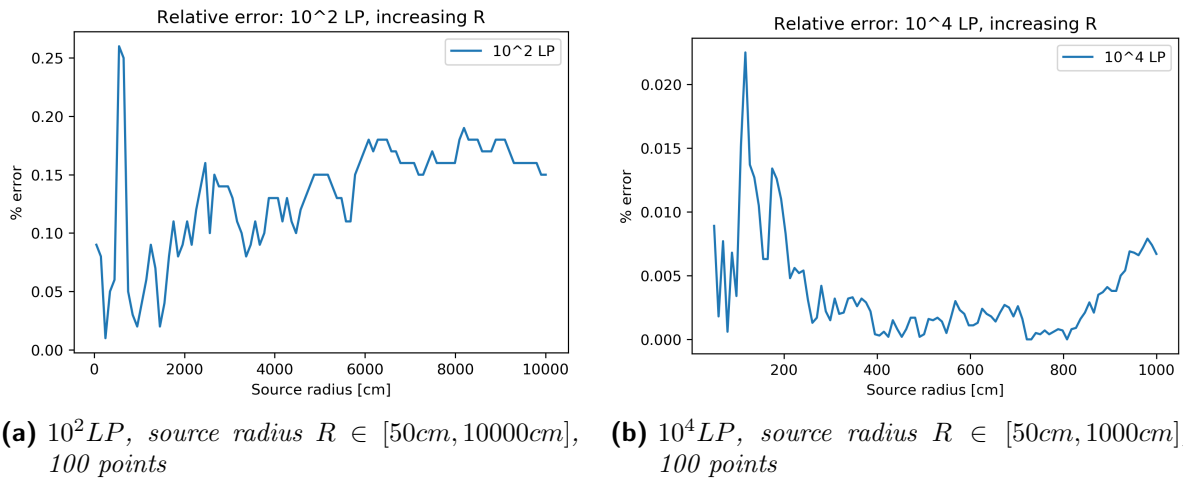 Relative error: 10^2 LP, increasing R
10^2 LP
% error
0.25
0.20
0.15
0.10
0.05
0.00
0
2000
4000
6000
8000
10000
Source radius [cm]
(a) 10²LP, source radius R ∈ [50cm, 10000cm],
100 points
Relative error: 10^4 LP, increasing R
10^4 LP
% error
0.020
0.015
0.010
0.005
0.000
200
400
600
800
1000
Source radius [cm]
(b) 10⁴LP, source radius R ∈ [50cm, 1000cm]
100 points